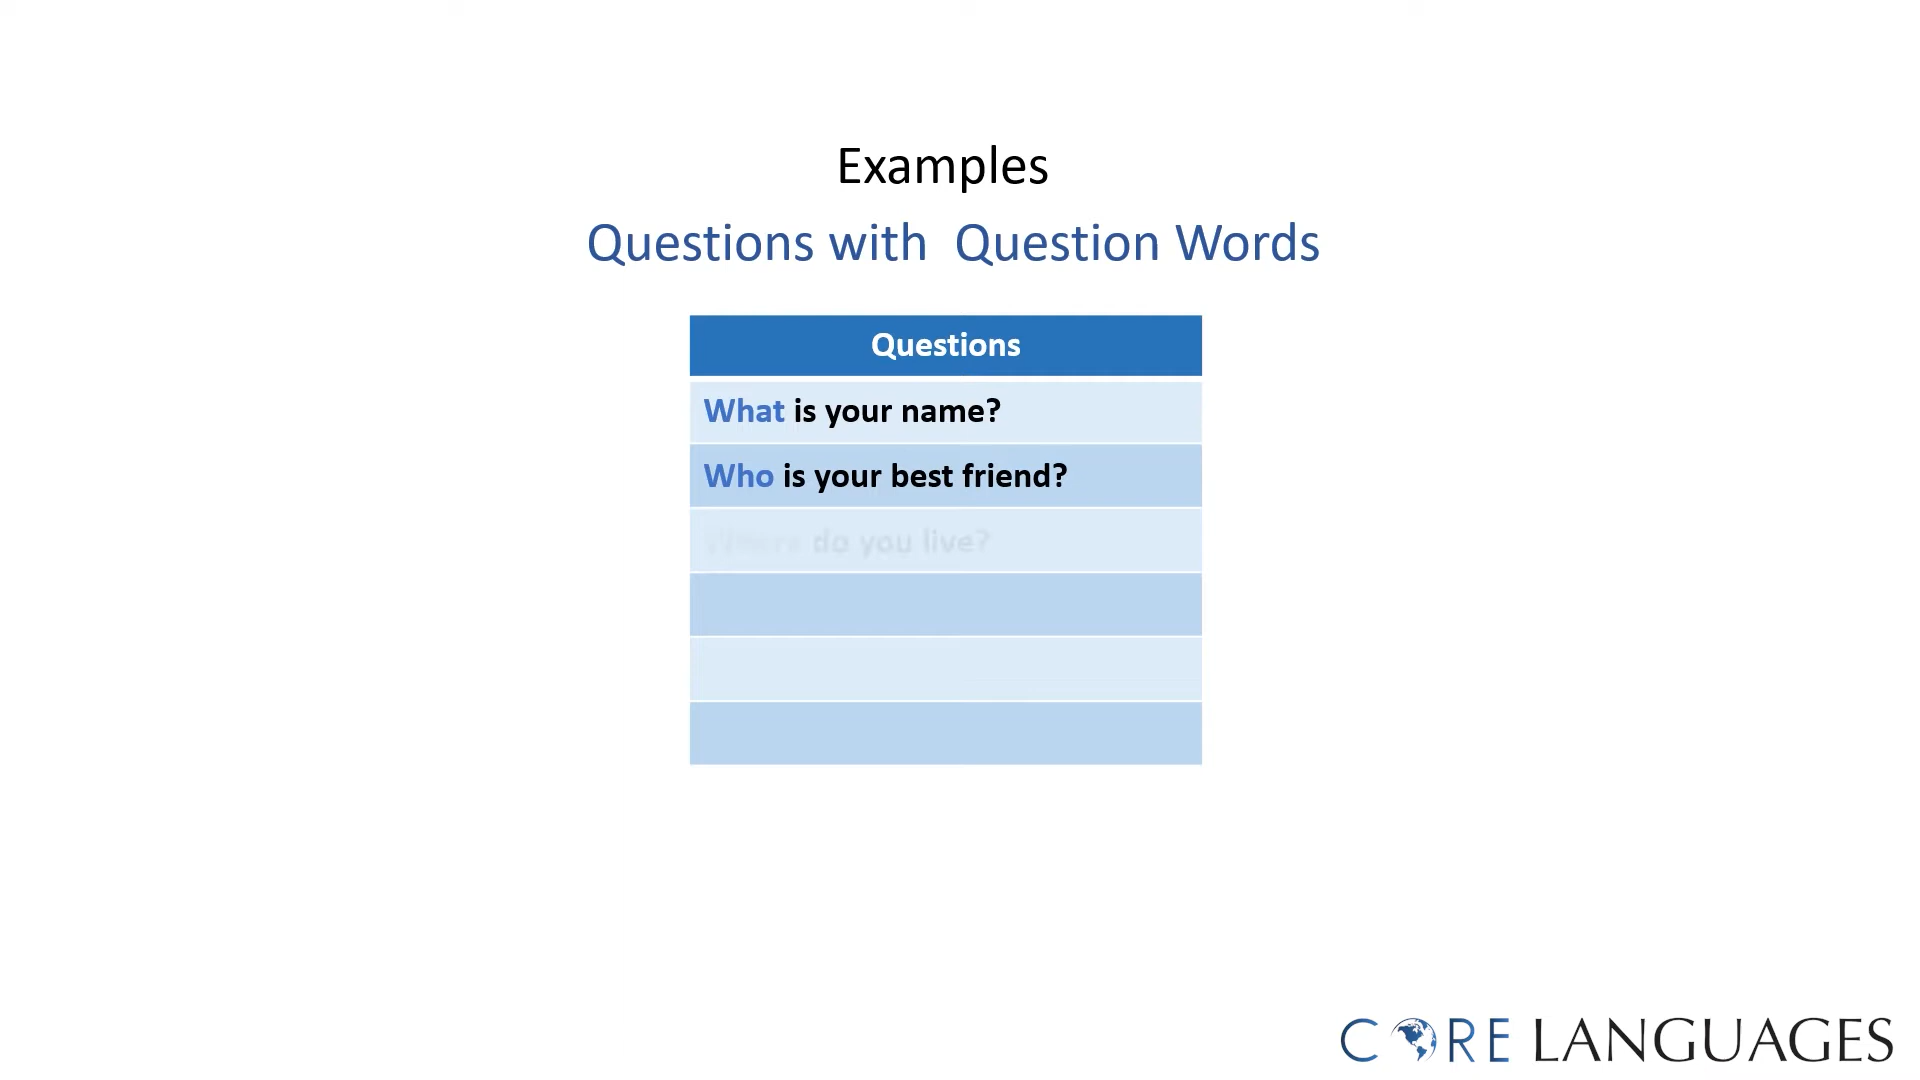 Examples
Questions with Question Words
Questions
What is your name?
Who is your best friend?
Where do you live?
CORE LANGUAGES